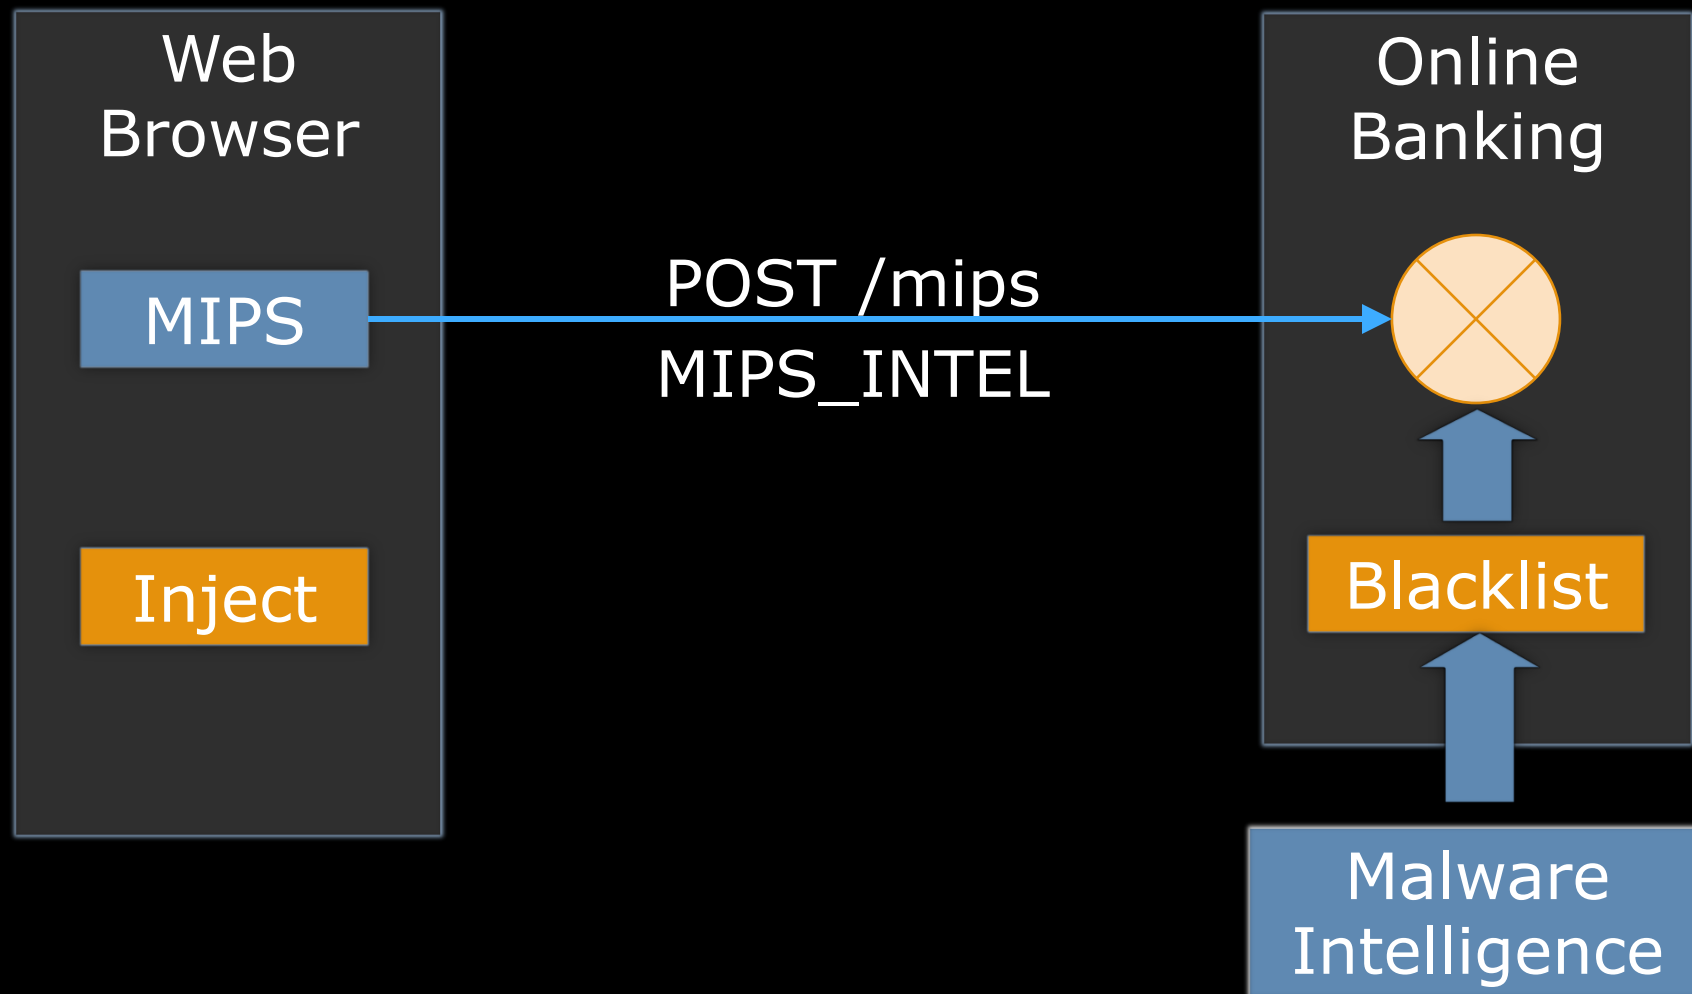 Web
Browser
MIPS
Inject
POST /mips
MIPS_INTEL
Online
Banking
Blacklist
Malware
Intelligence